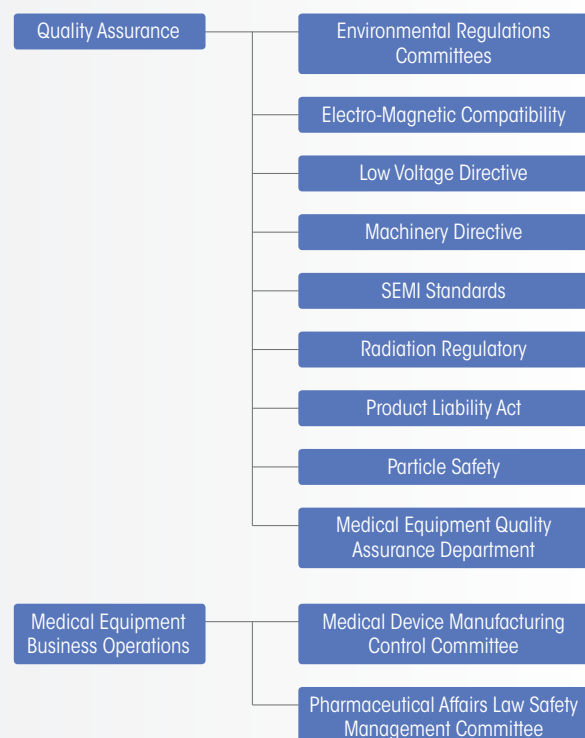 Quality Assurance
Environmental Regulations
Committees
Electro-Magnetic Compatibility
Low Voltage Directive
Machinery Directive
SEMI Standards
Radiation Regulatory
Product Liability Act
Particle Safety
Medical Equipment Quality
Assurance Department
Medical Equipment
Business Operations
Medical Device Manufacturing
Control Committee
Pharmaceutical Affairs Law Safety
Management Committee